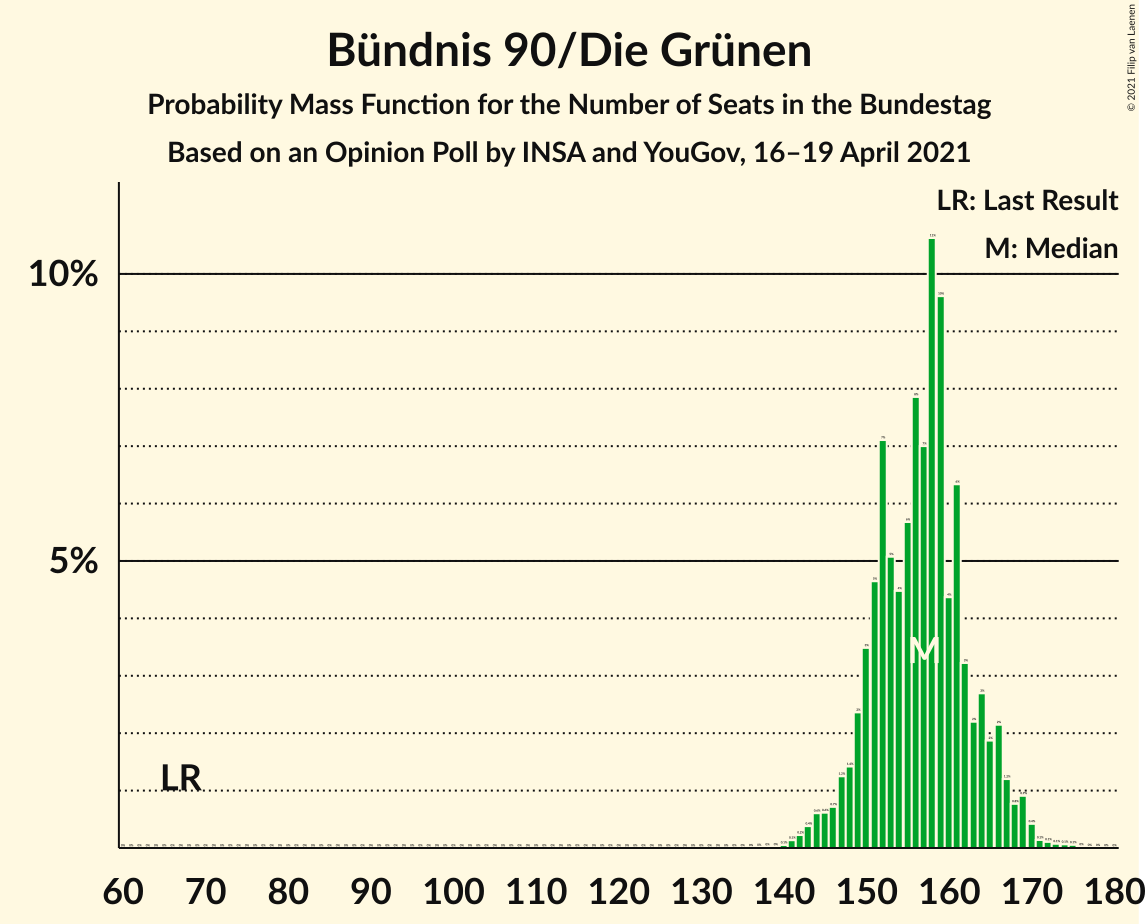 Bündnis 90/Die Grünen
Probability Mass Function for the Number of Seats in the Bundestag
Based on an Opinion Poll by INSA and YouGov, 16–19 April 2021
© 2021 Filip van Laenen
LR: Last Result
M: Median
10%
5%
M
LR
60 70 80 90 100 110 120 130 140 150 160 170 180